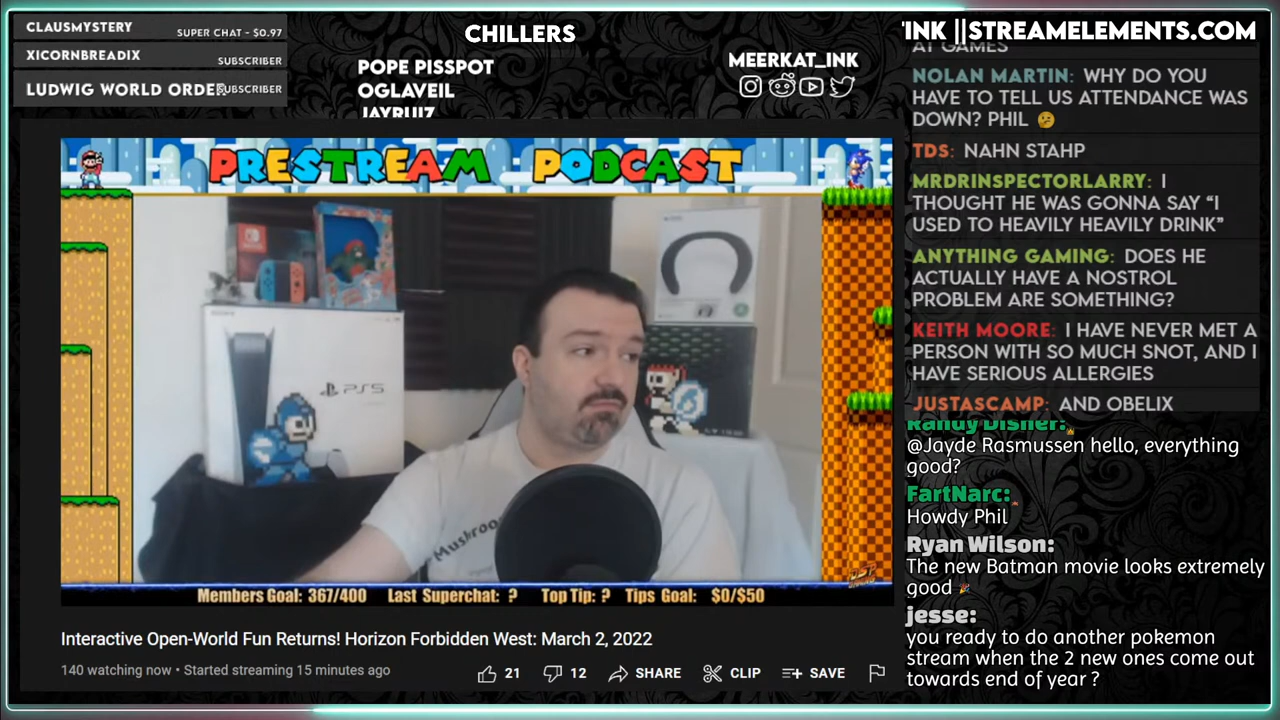 CLAUSMYSTERY
SUPER CHAT - $0.97
XICORNBREADIX
SUBSCRIBER
LUDWIG WORLD ORDER
SUBSCRIBER
CHILLERS
POPE PISSPOT
OGLAVEIL
JAYRU17
MEERKAT_INK
INK ||STREAMELEMENTS.COM
AT GAMES
NOLAN MARTIN: WHY DO YOU
HAVE TO TELL US ATTENDANCE WAS
DOWN? PHIL
TDS: NAHN STAHP
MRDRINSPECTORLARRY: I
THOUGHT HE WAS GONNA SAY “I
USED TO HEAVILY HEAVILY DRINK”
ANYTHING GAMING: DOES HE
ACTUALLY HAVE A NOSTROL
PROBLEM ARE SOMETHING?
KEITH MOORE: I HAVE NEVER MET A
PERSON WITH SO MUCH SNOT, AND I
HAVE SERIOUS ALLERGIES
JUSTASCAMP: AND OBELIX
Randy Disher:
@Jayde Rasmussen hello, everything
good?
FartNarc:
Howdy Phil
Ryan Wilson:
The new Batman movie looks extremely
good
jesse:
you ready to do another pokemon
stream when the 2 new ones come out
towards end of year ?
PRESTREAM PODCAST
SONY
PS5
Mushroo
Members Goal: 367/400 Last Superchat: ? Top Tip: ? Tips Goal: $0/$50
Interactive Open-World Fun Returns! Horizon Forbidden West: March 2, 2022
140 watching now • Started streaming 15 minutes ago
21
12
SHARE
CLIP
SAVE